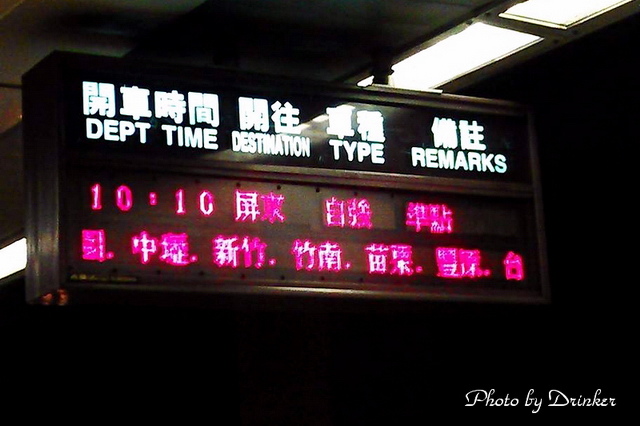 開車時間 開往 車種 備註
DEPT TIME DESTINATION TYPE REMARKS
10:10 屏東 自強 準點
園. 中壢. 新竹. 竹南. 苗栗. 豐原. 台
Photo by Drinker